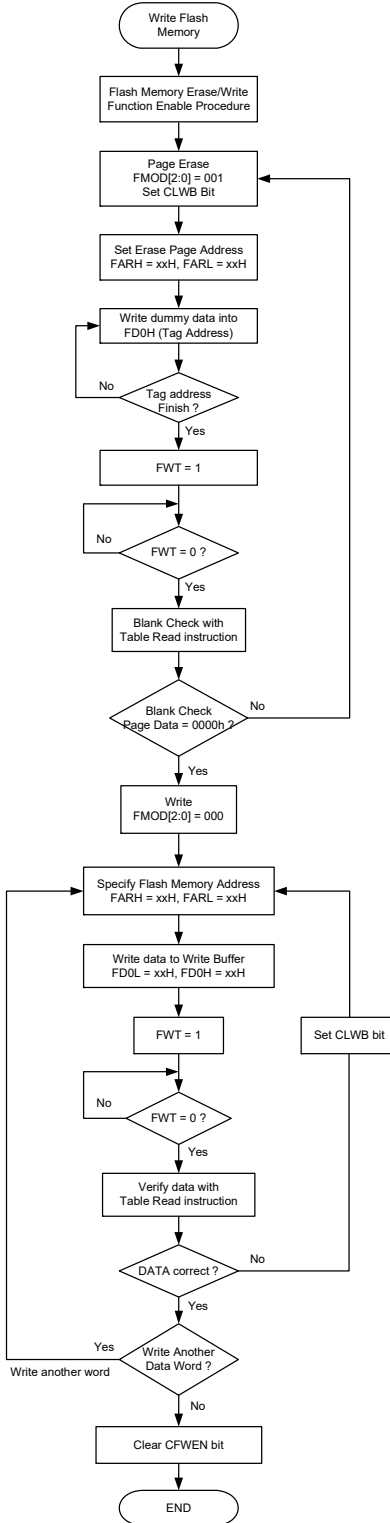 Write Flash
Memory
Flash Memory Erase/Write
Function Enable Procedure
Page Erase
FMOD[2:0] = 001
Set CLWB Bit
Set Erase Page Address
FARH = xxH, FARL = xxH
Write dummy data into
FD0H (Tag Address)
No
Tag address
Finish ?
Yes
FWT = 1
No
FWT = 0 ?
Yes
Blank Check with
Table Read instruction
No
Blank Check
Page Data = 0000h ?
Yes
Write
FMOD[2:0] = 000
Specify Flash Memory Address
FARH = xxH, FARL = xxH
Write data to Write Buffer
FD0L = xxH, FD0H = xxH
FWT = 1
Set CLWB bit
No
FWT = 0 ?
Yes
Verify data with
Table Read instruction
No
DATA correct ?
Yes
Yes
Write another word
Write Another
Data Word ?
No
Clear CFWEN bit
END